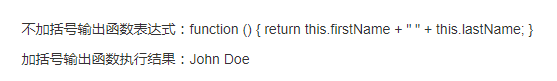 不加括号输出函数表达式：function () { return this.firstName + " " + this.lastName; }
加括号输出函数执行结果：John Doe